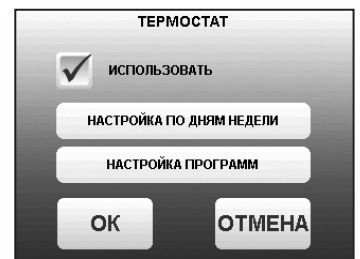 ТЕРМОСТАТ
ИСПОЛЬЗОВАТЬ
НАСТРОЙКА ПО ДНЯМ НЕДЕЛИ
НАСТРОЙКА ПРОГРАММ
ОК
ОТМЕНА